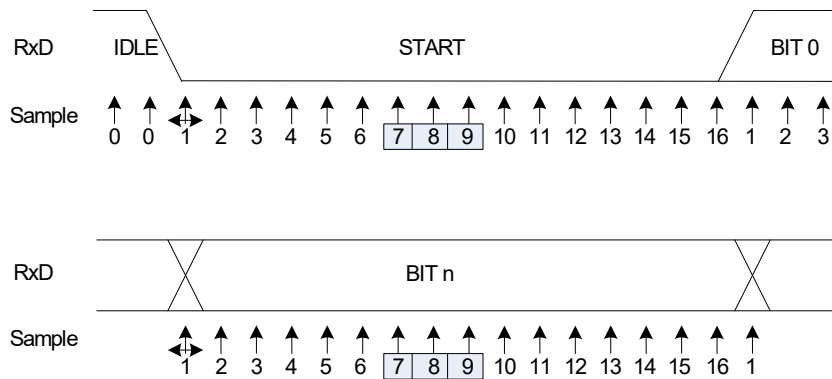 RxD IDLE START BIT 0
Sample
0 0 1 2 3 4 5 6 7 8 9 10 11 12 13 14 15 16 1 2 3
RxD BIT n
Sample
1 2 3 4 5 6 7 8 9 10 11 12 13 14 15 16 1